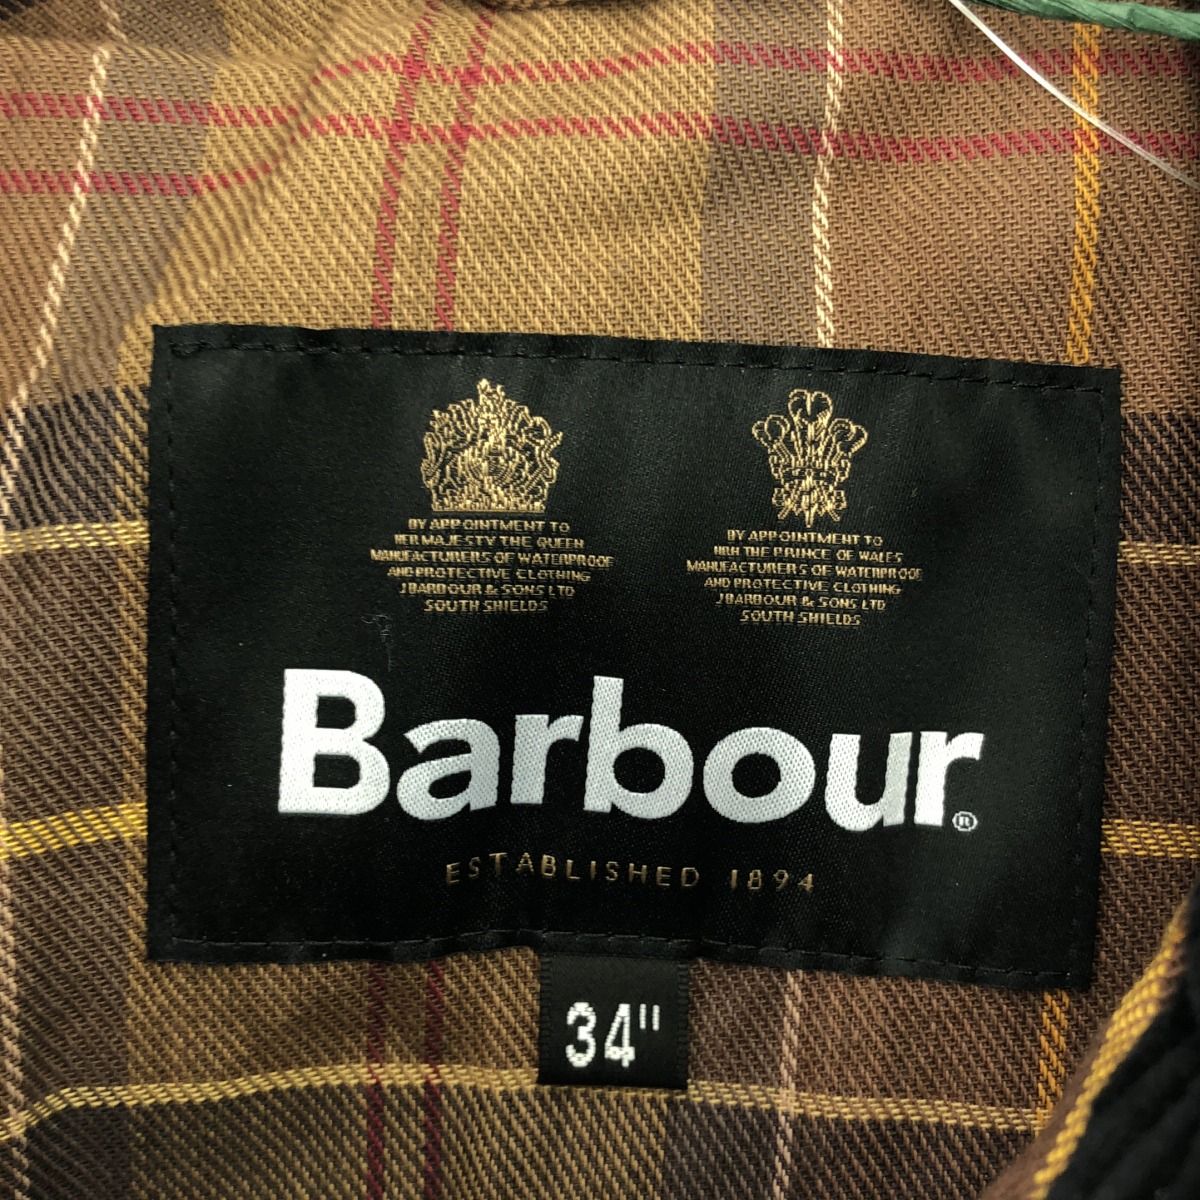 BY APPOINTMENT TO
HER MAJESTY THE QUEEN
MANUFACTURERS OF WATERPROOF
AND PROTECTIVE CLOTHING
J BARBOUR & SONS LTD
SOUTH SHIELDS
BY APPOINTMENT TO
HRH THE PRINCE OF WALES
MANUFACTURERS OF WATERPROOF
AND PROTECTIVE CLOTHING
J BARBOUR & SONS LTD
SOUTH SHIELDS
Barbour®
ESTABLISHED 1894
34"